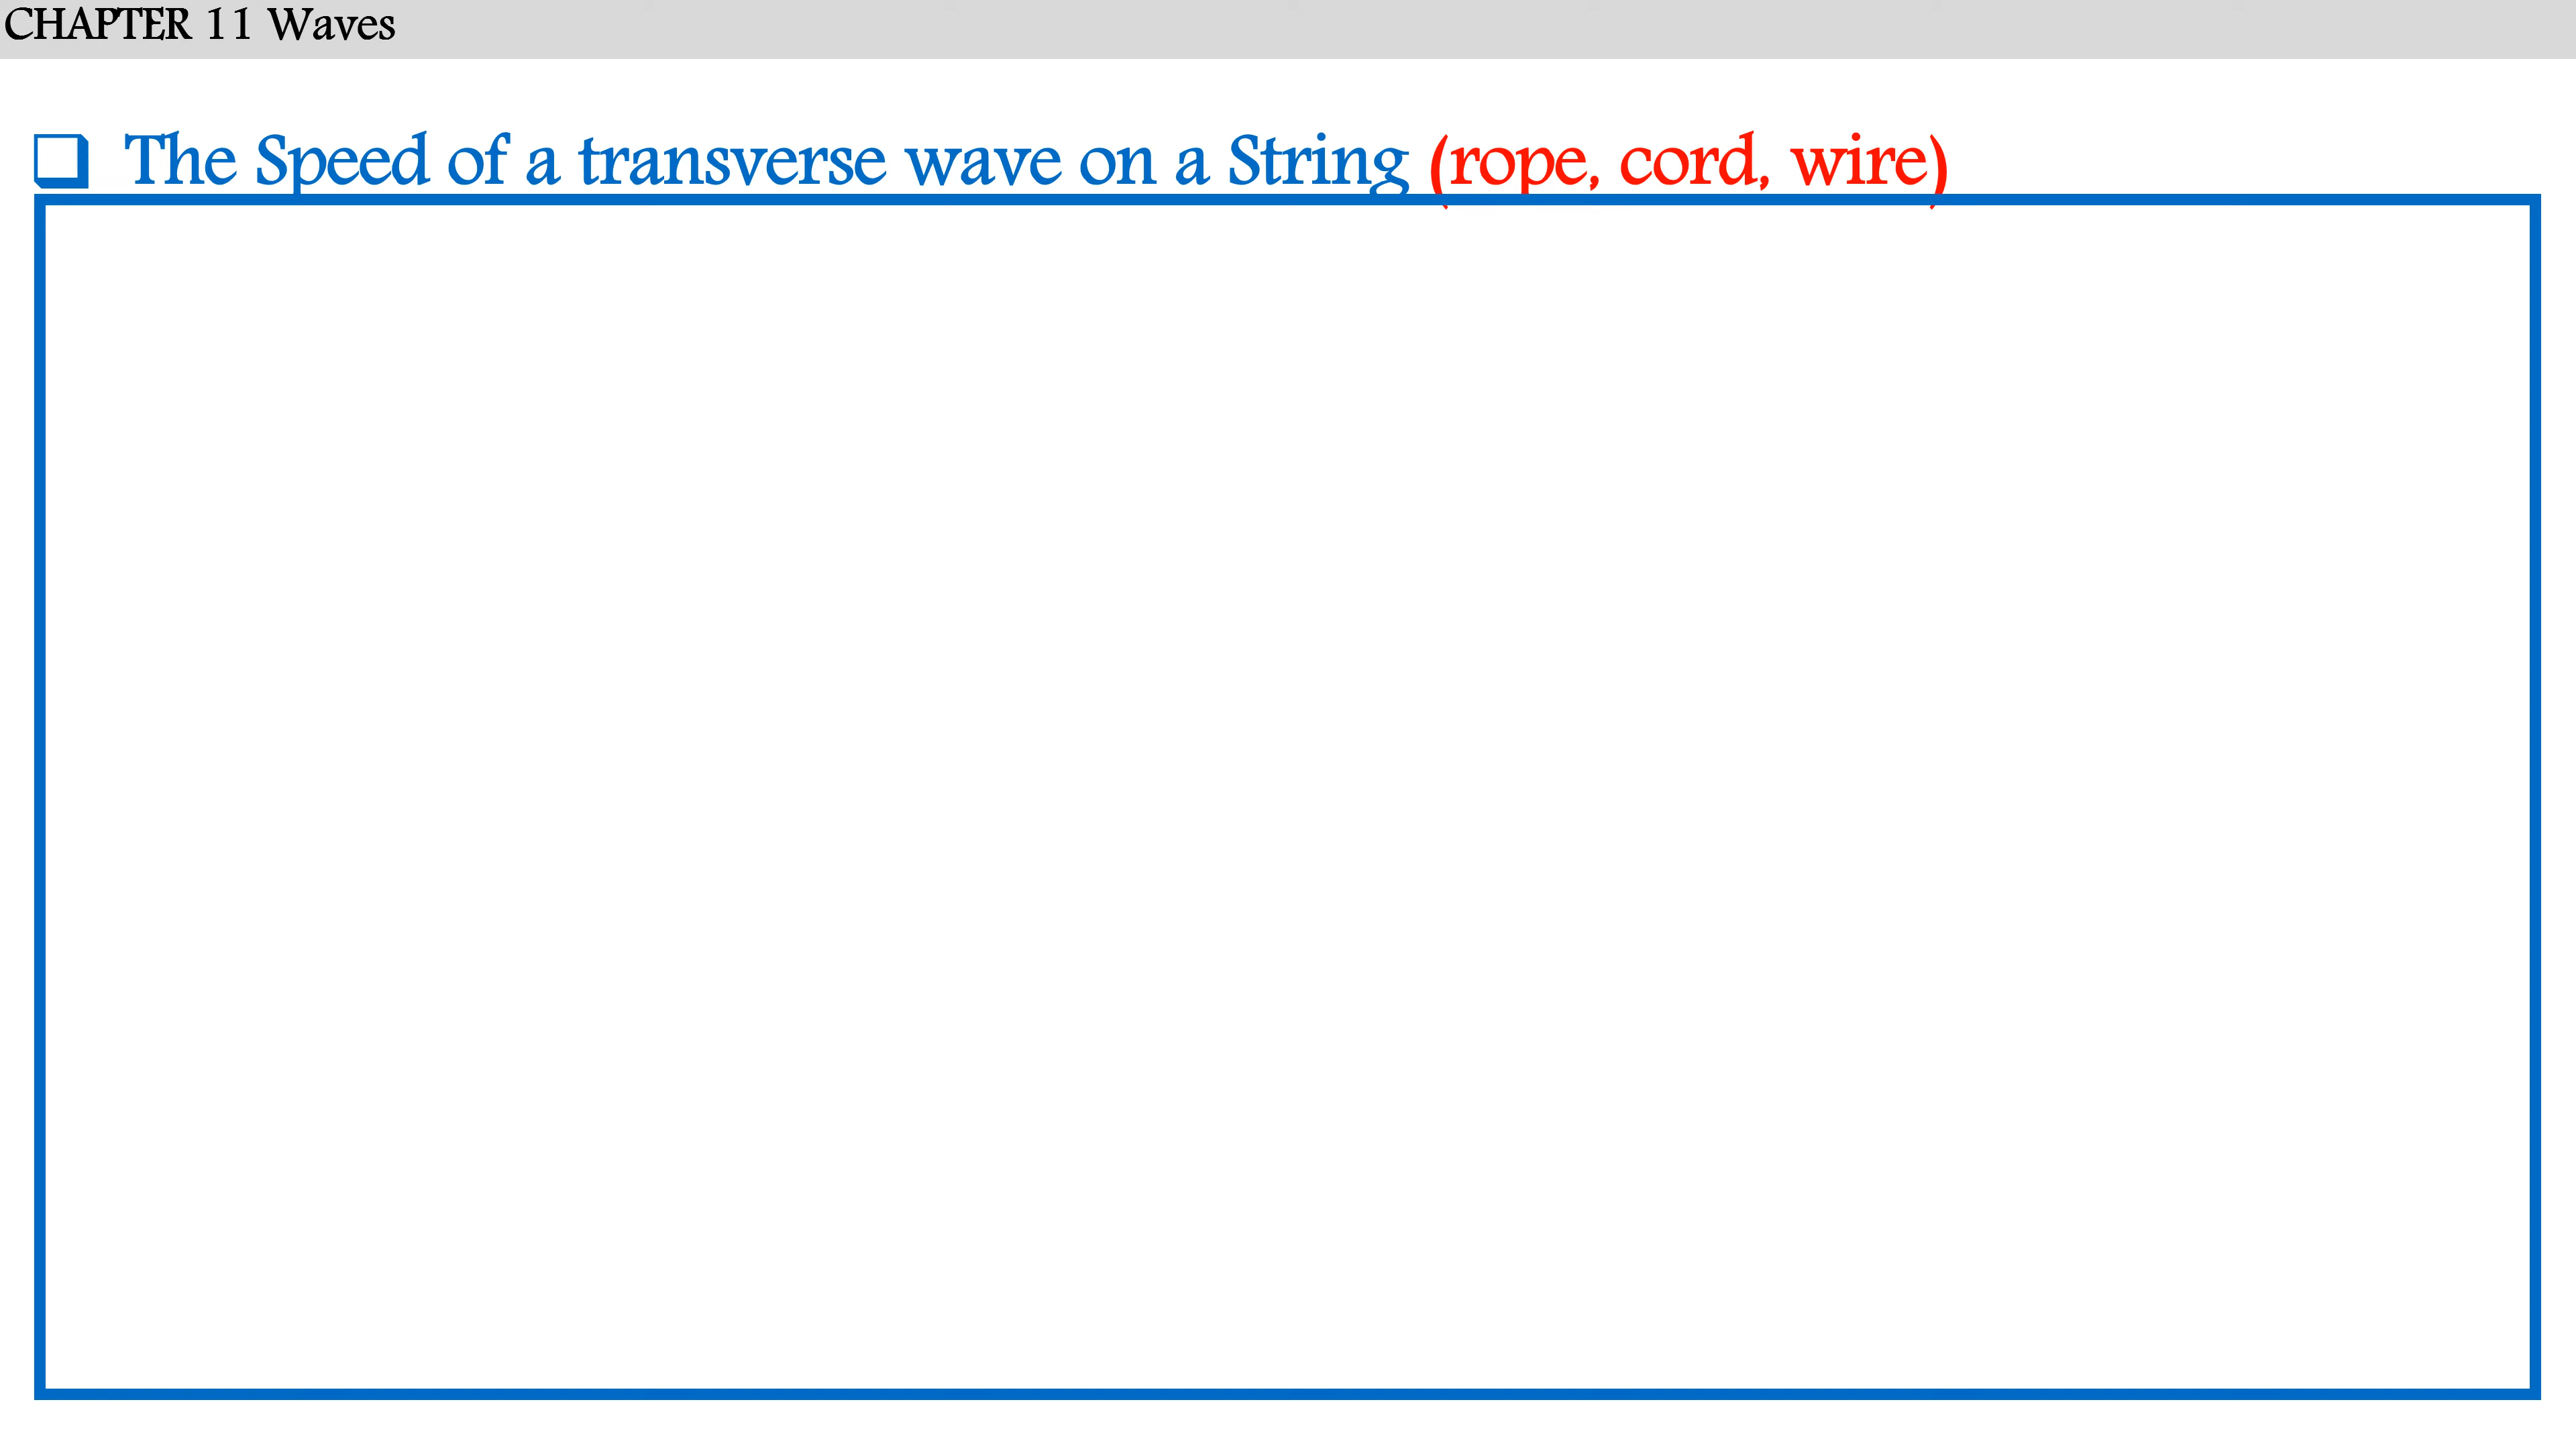 CHAPTER 11 Waves
❑ The Speed of a transverse wave on a String (rope, cord, wire)